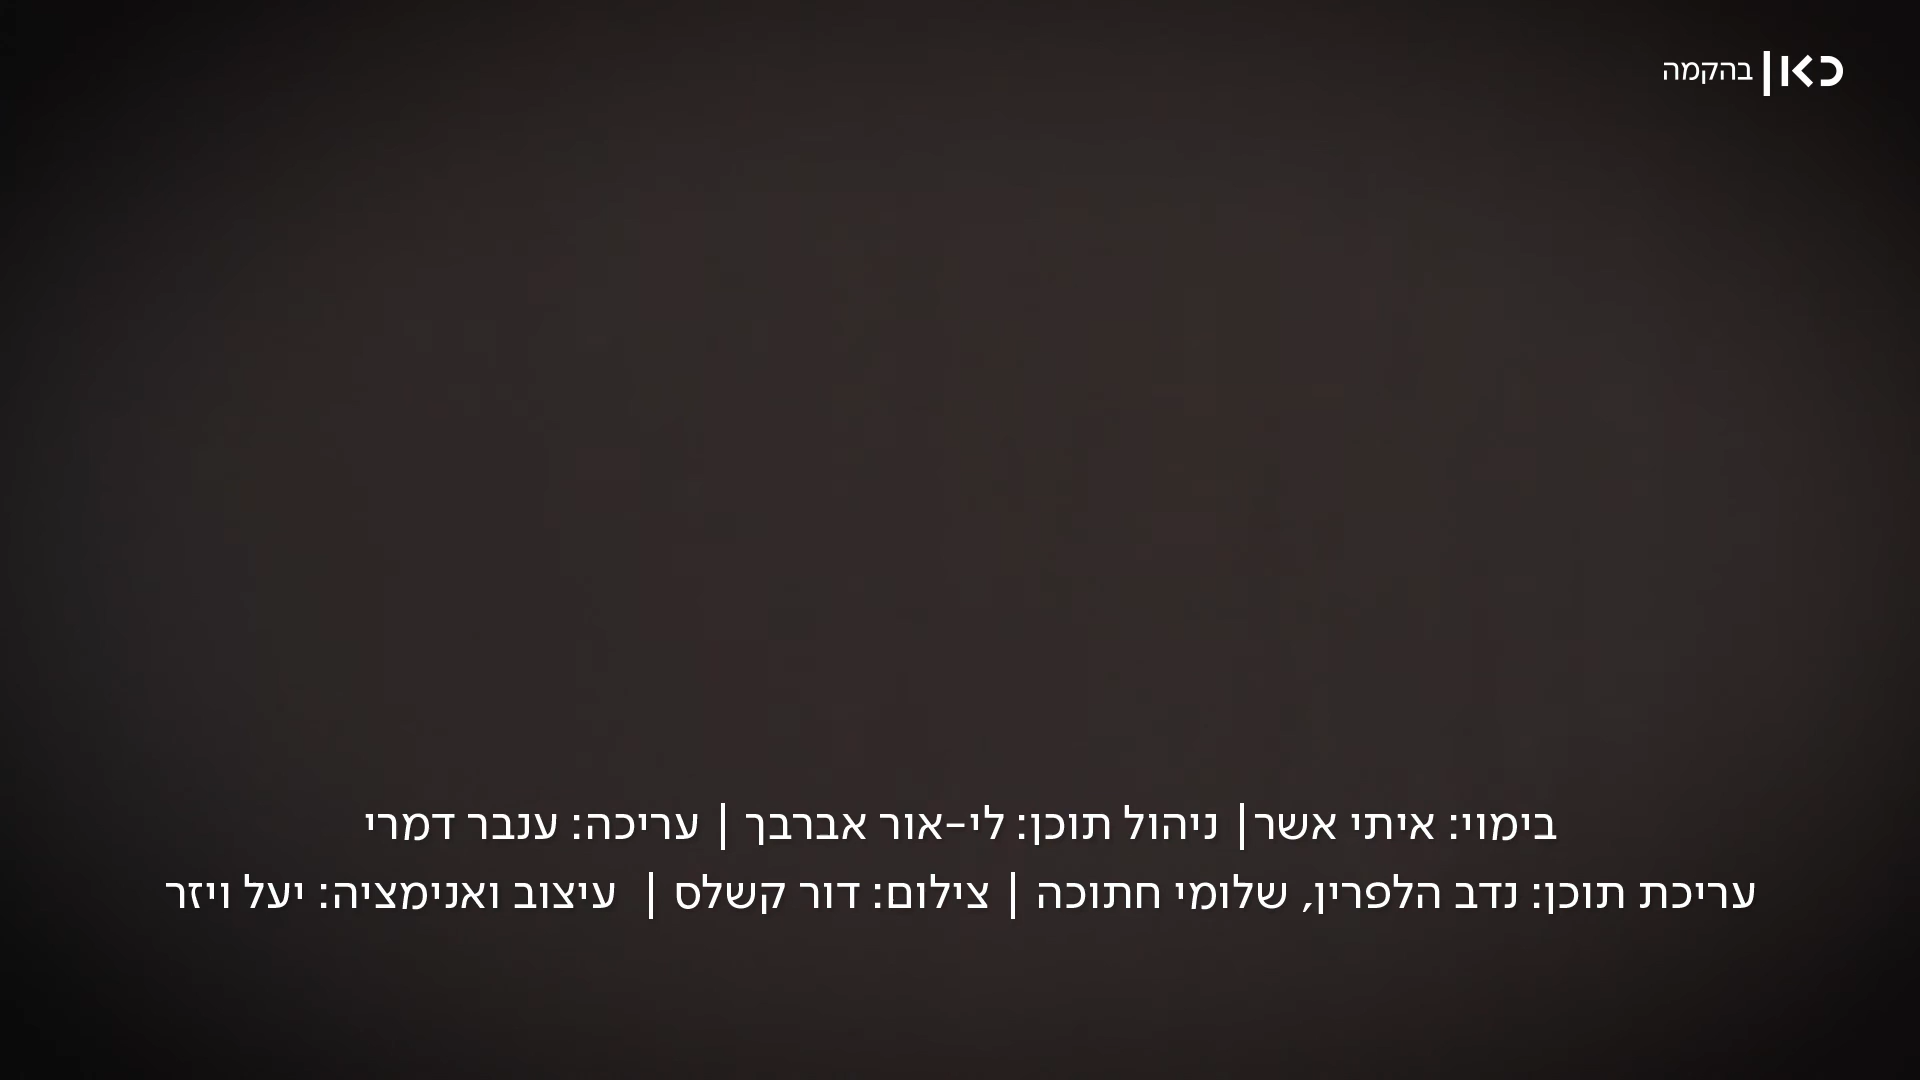 כאן | בהקמה
בימוי: איתי אשר | ניהול תוכן: לי-אור אברבך | עריכה: ענבר דמרי
עריכת תוכן: נדב הלפרין, שלומי חתוכה | צילום: דור קשלס | עיצוב ואנימציה: יעל ויזר